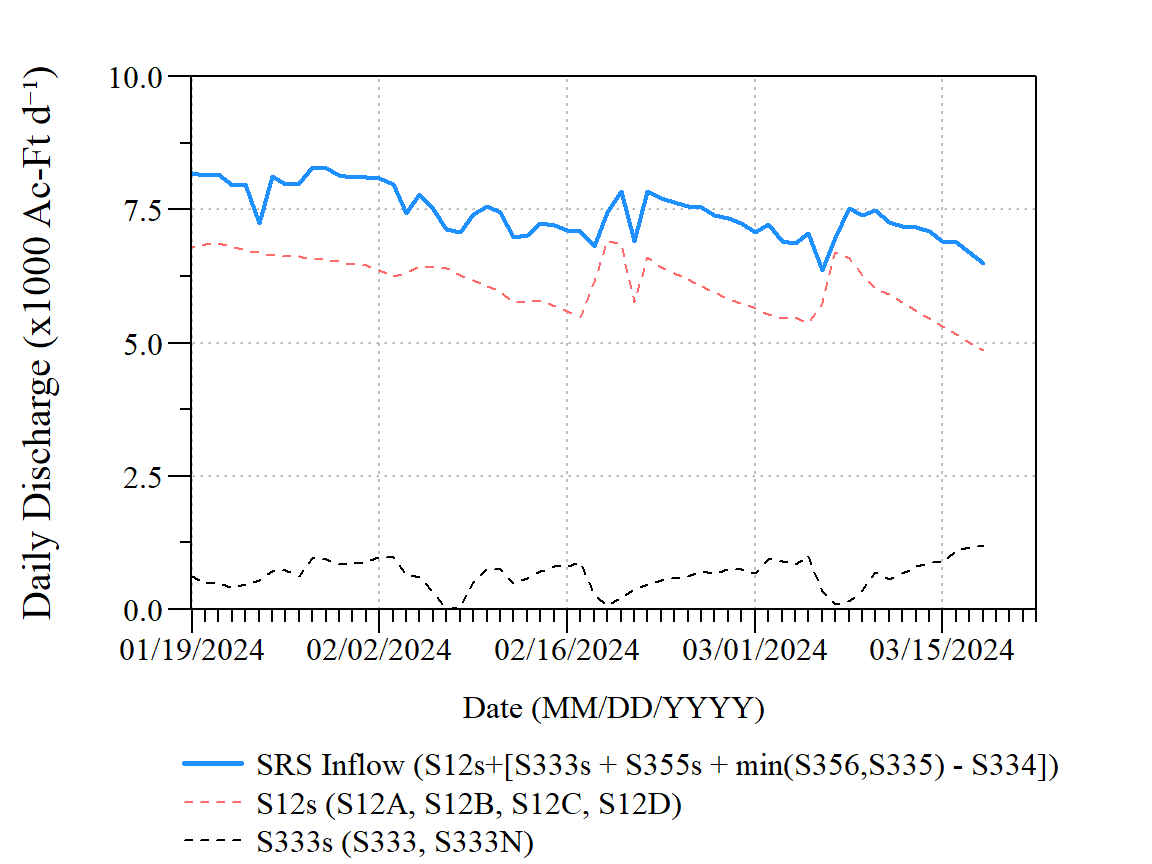 Daily Discharge (x1000 Ac-Ft d⁻¹)
10.0
7.5
5.0
2.5
0.0
01/19/2024 02/02/2024 02/16/2024 03/01/2024 03/15/2024
Date (MM/DD/YYYY)
SRS Inflow (S12s+[S333s + S355s + min(S356,S335) - S334])
S12s (S12A, S12B, S12C, S12D)
S333s (S333, S333N)